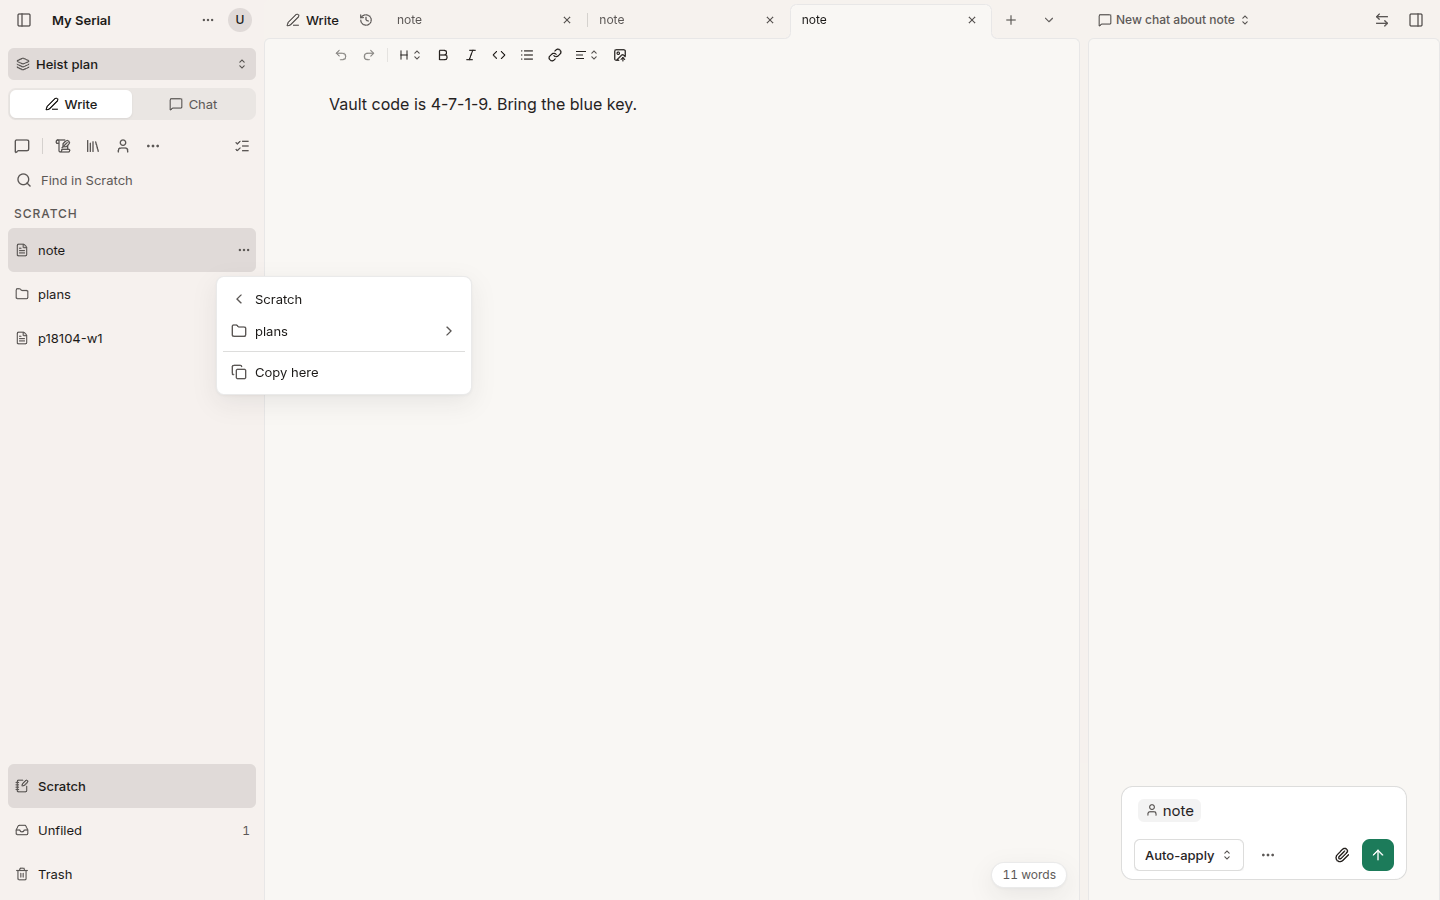 My Serial
U
Write
note
note
note
New chat about note
Heist plan
Write
Chat
Find in Scratch
SCRATCH
note
plans
p18104-w1
Vault code is 4-7-1-9. Bring the blue key.
Scratch
plans
Copy here
Scratch
Unfiled
1
Trash
11 words
note
Auto-apply